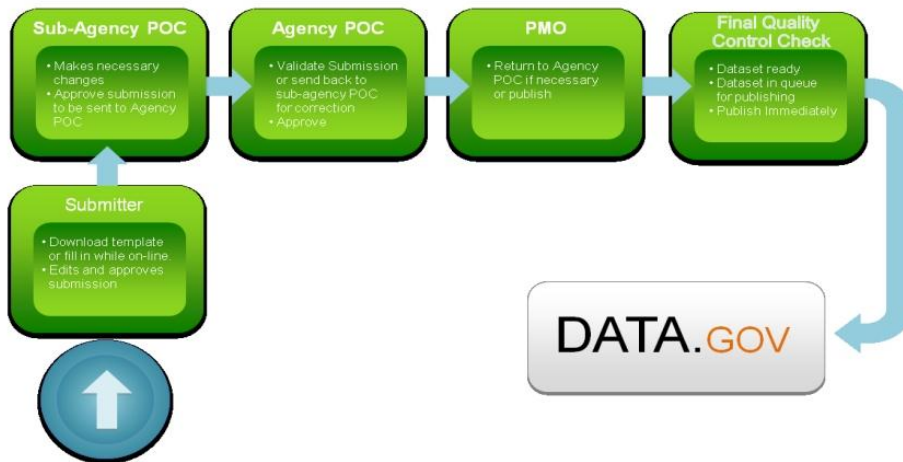 Sub-Agency POC
• Makes necessary
changes
• Approve submission
to be sent to Agency
POC
Agency POC
• Validate Submission
or send back to
sub-agency POC
for correction
• Approve
PMO
• Return to Agency
POC if necessary
or publish
Final Quality
Control Check
• Dataset ready
• Dataset in queue
for publishing
• Publish Immediately
Submitter
• Download template
or fill in while on-line.
• Edits and approves
submission
DATA.GOV